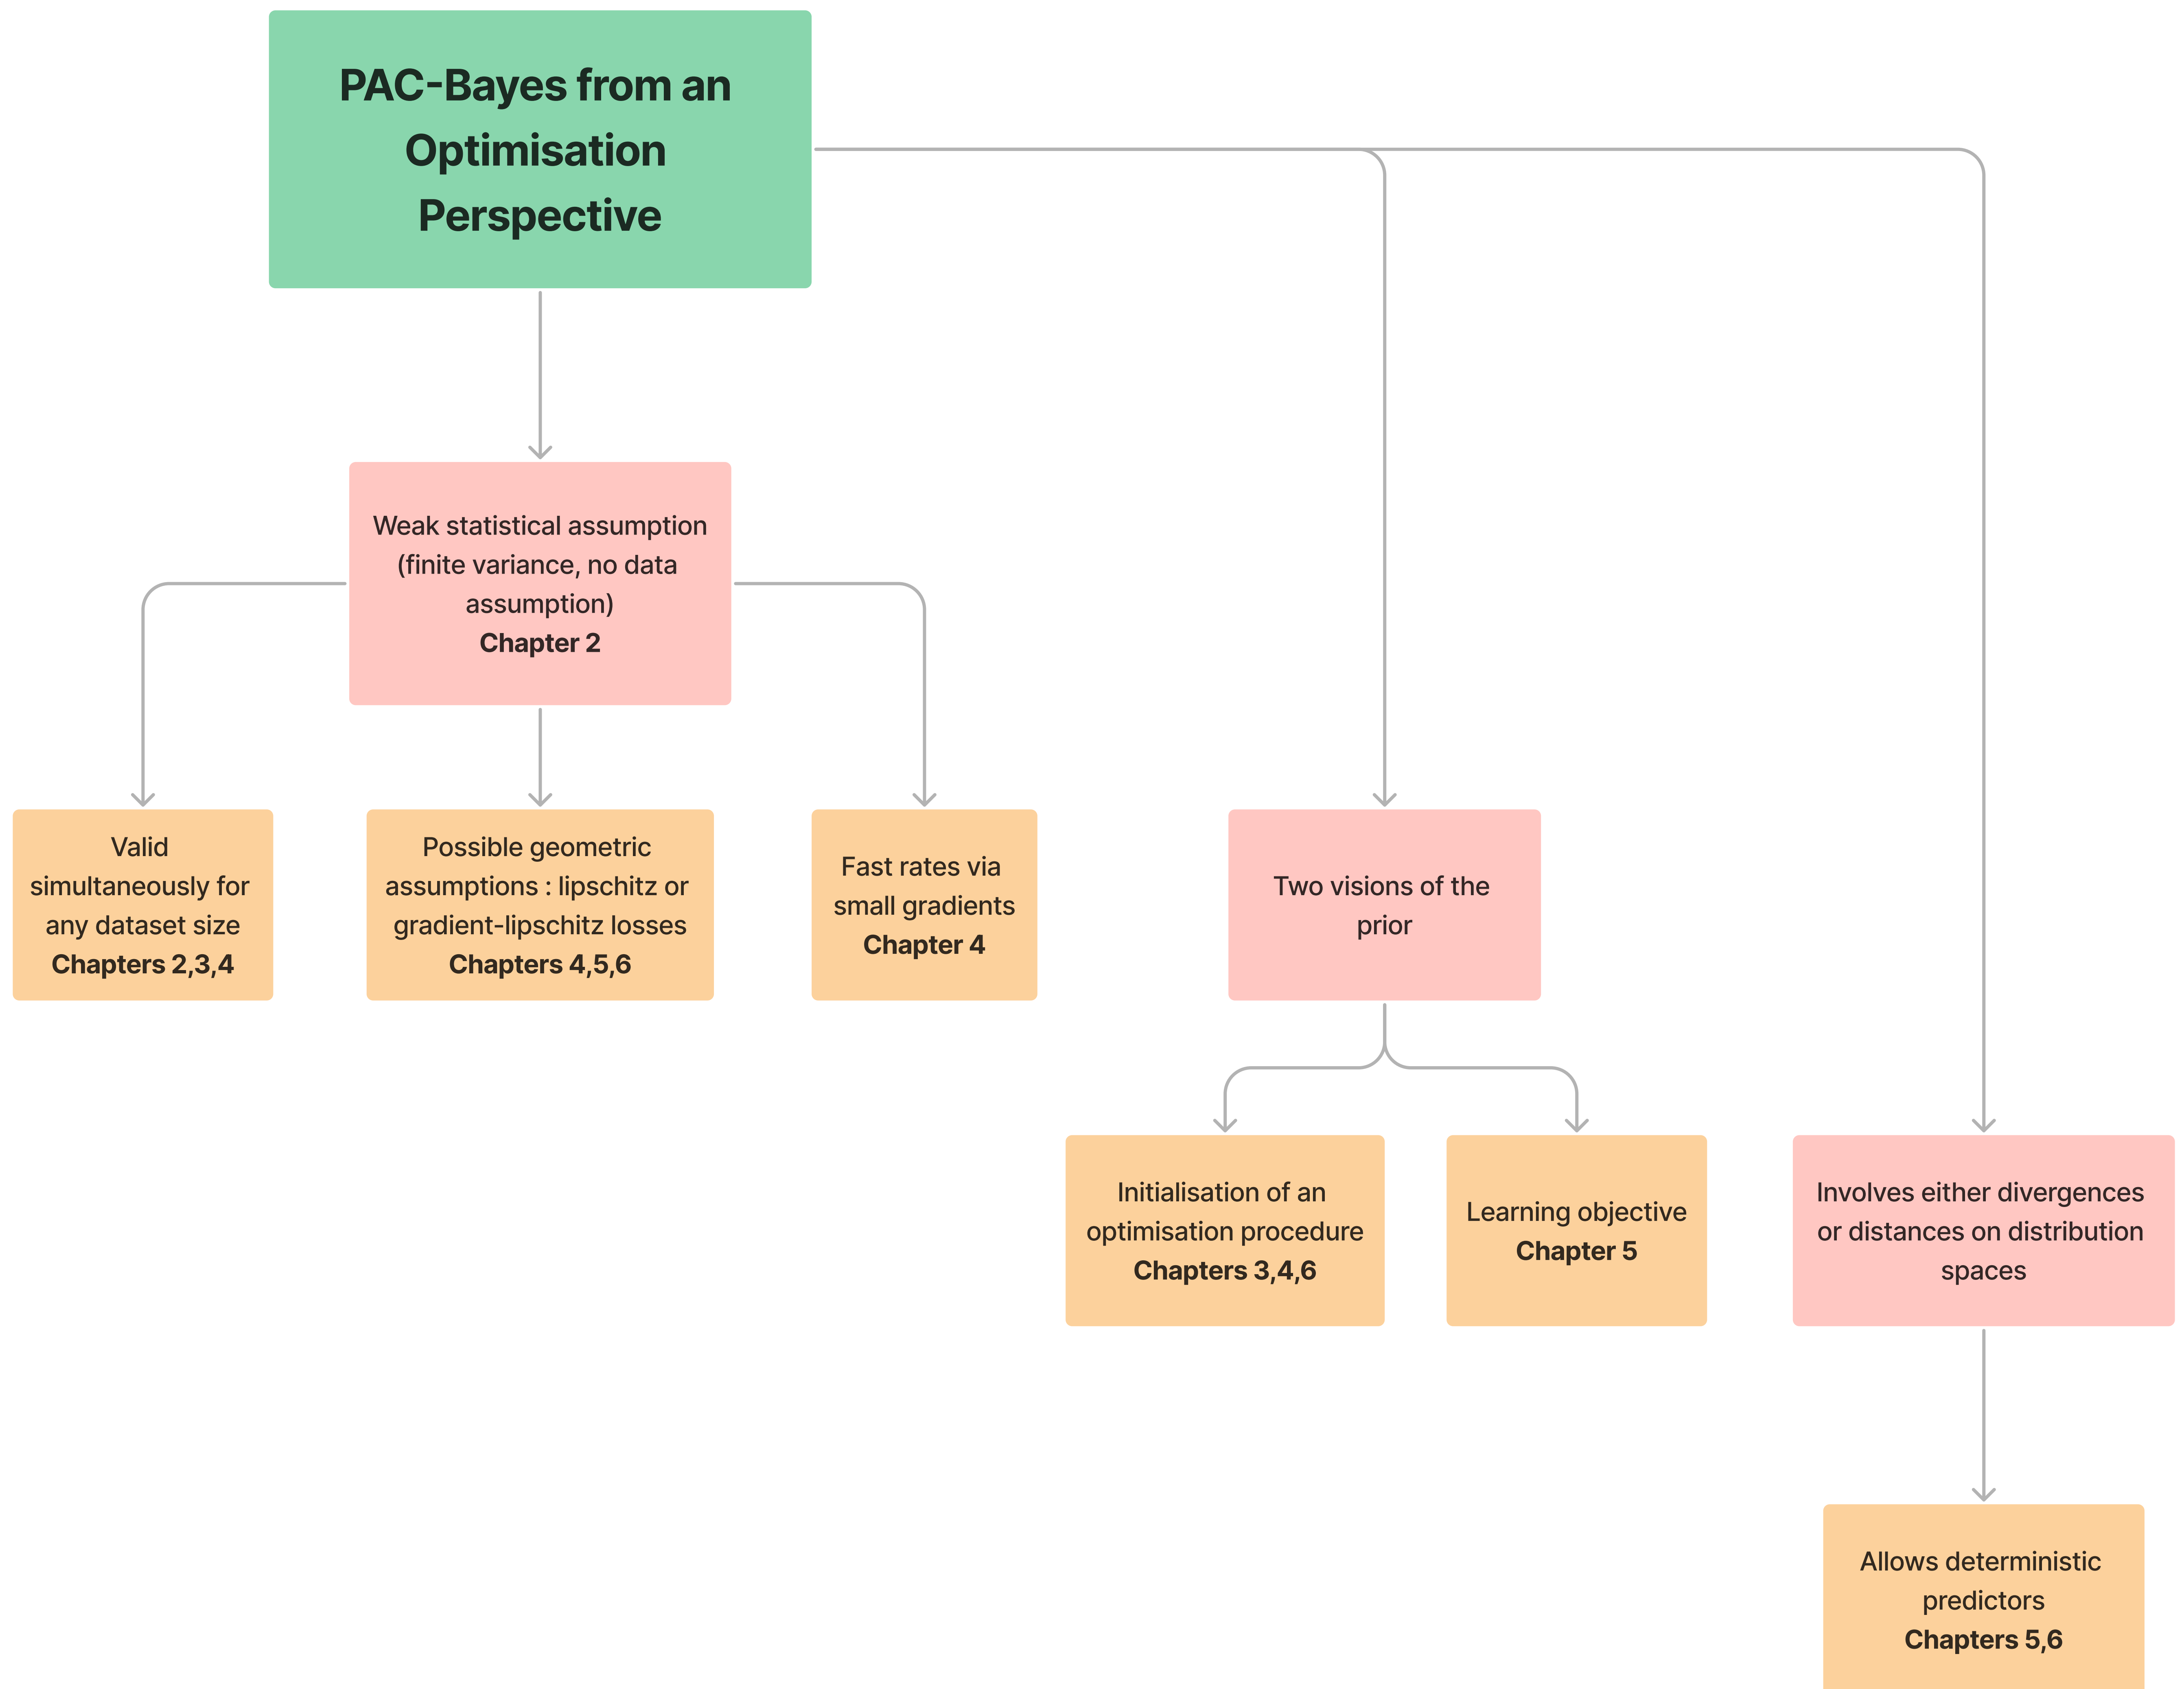 PAC-Bayes from an
Optimisation
Perspective
Weak statistical assumption
(finite variance, no data
assumption)
Chapter 2
Valid
simultaneously for
any dataset size
Chapters 2,3,4
Possible geometric
assumptions : lipschitz or
gradient-lipschitz losses
Chapters 4,5,6
Fast rates via
small gradients
Chapter 4
Two visions of the
prior
Initialisation of an
optimisation procedure
Chapters 3,4,6
Learning objective
Chapter 5
Involves either divergences
or distances on distribution
spaces
Allows deterministic
predictors
Chapters 5,6